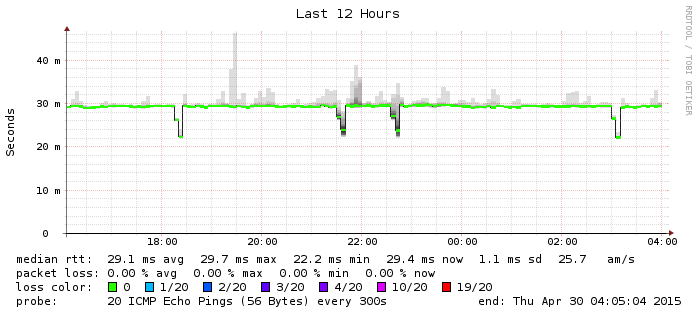 Last 12 Hours
RRDTOOL / TOBI OETIKER
Seconds
40 m
30 m
20 m
10 m
0
18:00 20:00 22:00 00:00 02:00 04:00
median rtt: 29.1 ms avg 29.7 ms max 22.2 ms min 29.4 ms now 1.1 ms sd 25.7 am/s
packet loss: 0.00 % avg 0.00 % max 0.00 % min 0.00 % now
loss color: 0 1/20 2/20 3/20 4/20 10/20 19/20
probe: 20 ICMP Echo Pings (56 Bytes) every 300s end: Thu Apr 30 04:05:04 2015